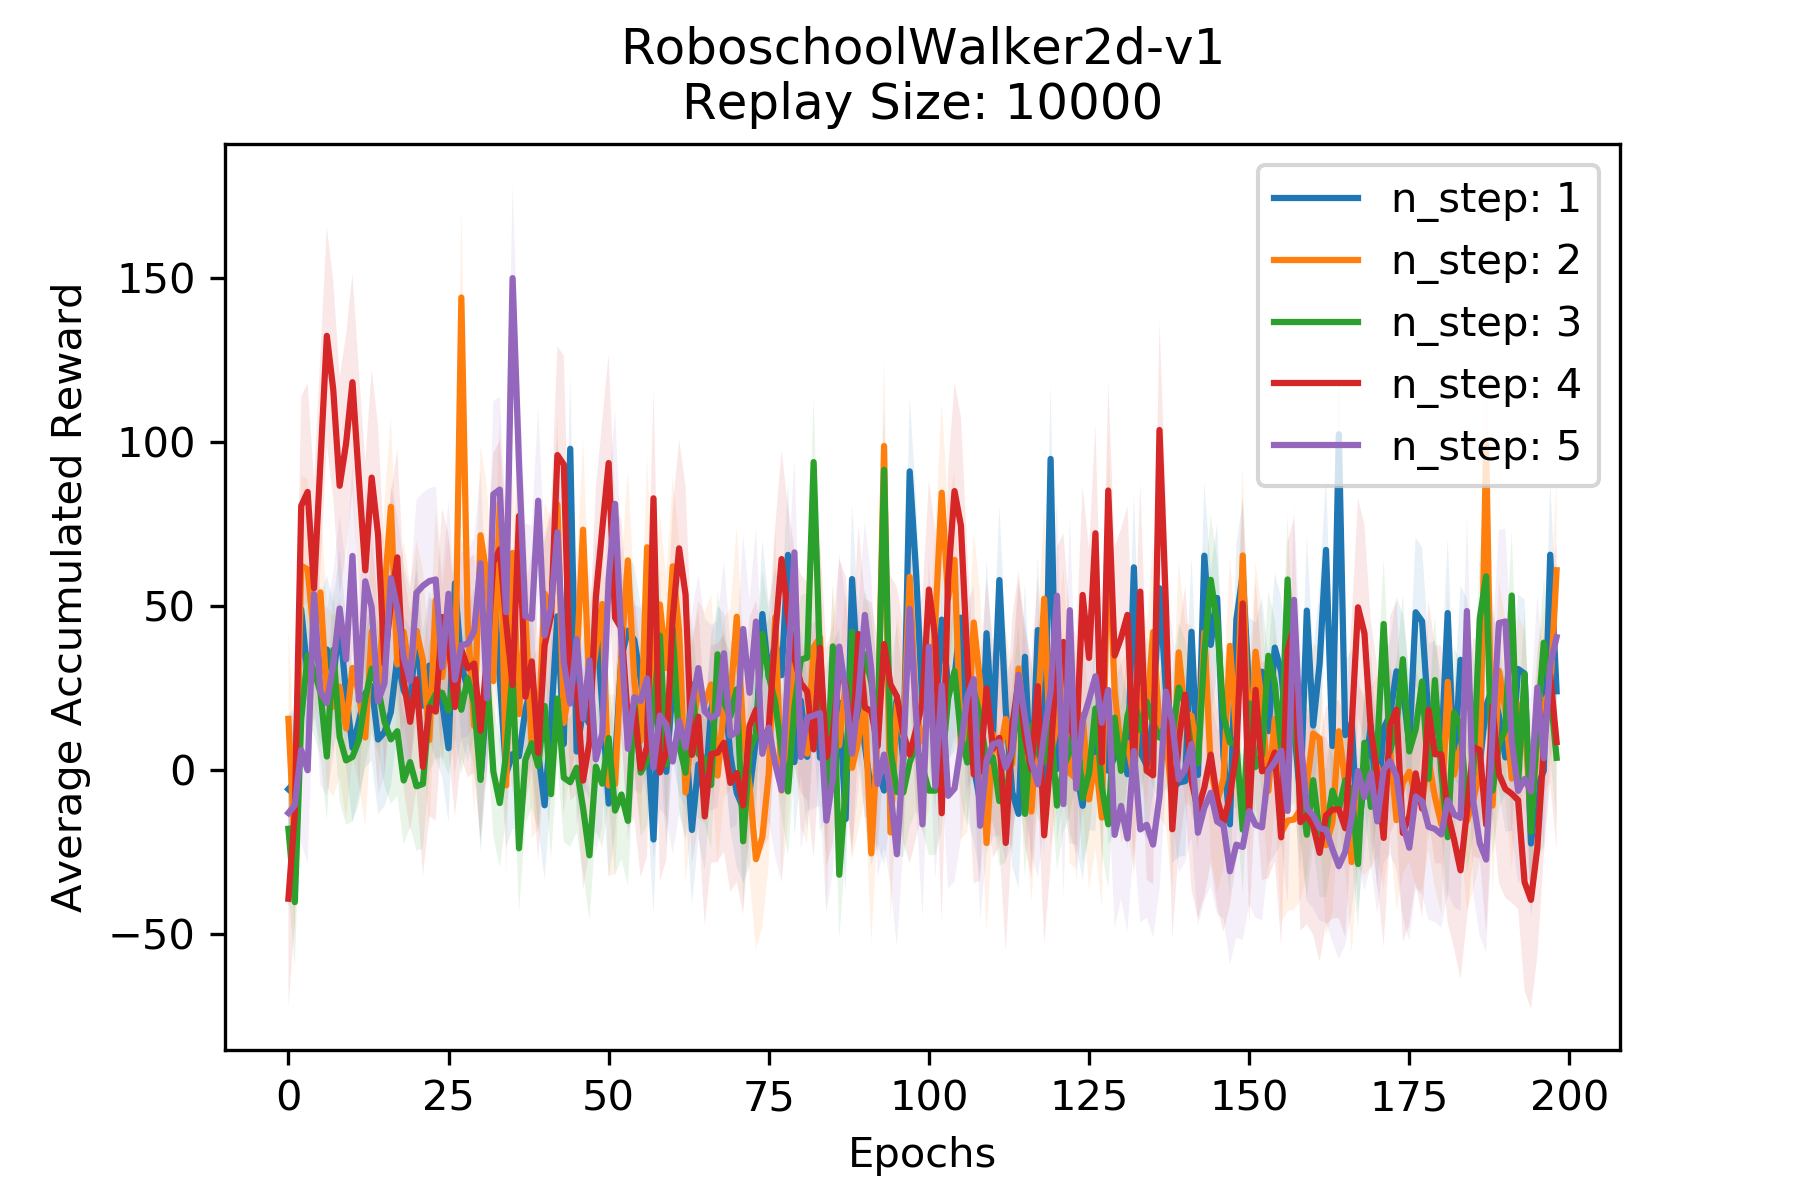 RoboschoolWalker2d-v1
Replay Size: 10000
n_step: 1
n_step: 2
n_step: 3
n_step: 4
n_step: 5
Average Accumulated Reward
150
100
50
0
−50
0 25 50 75 100 125 150 175 200
Epochs